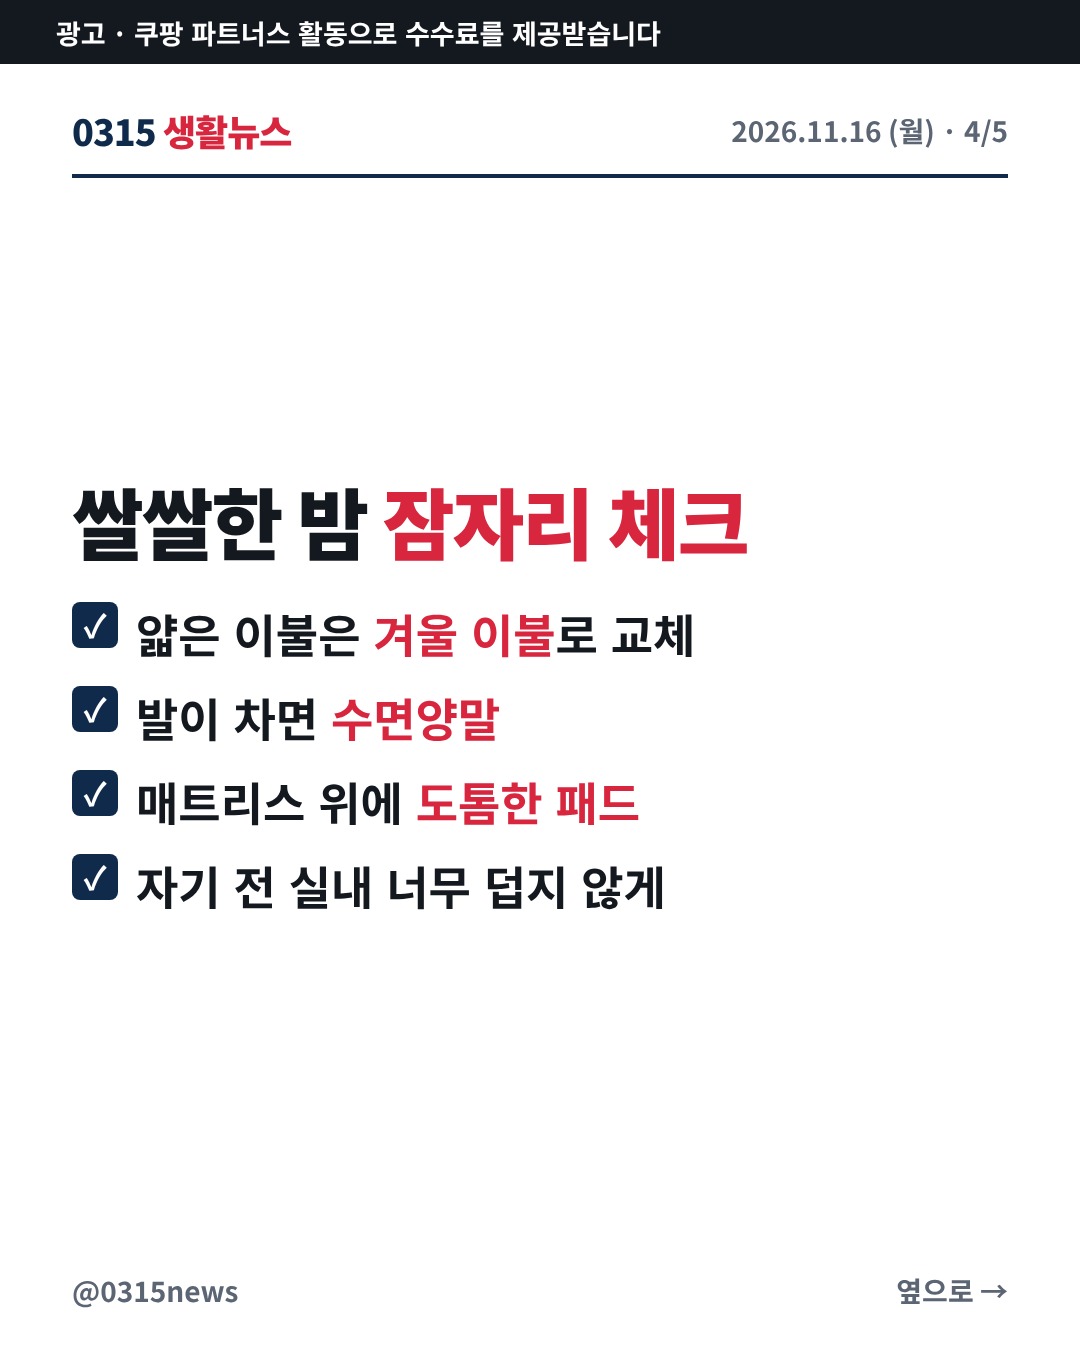 광고 · 쿠팡 파트너스 활동으로 수수료를 제공받습니다
0315 생활뉴스
2026.11.16 (월) · 4/5
쌀쌀한 밤 잠자리 체크
✓ 얇은 이불은 겨울 이불로 교체
✓ 발이 차면 수면양말
✓ 매트리스 위에 도톰한 패드
✓ 자기 전 실내 너무 덥지 않게
@0315news
옆으로 →